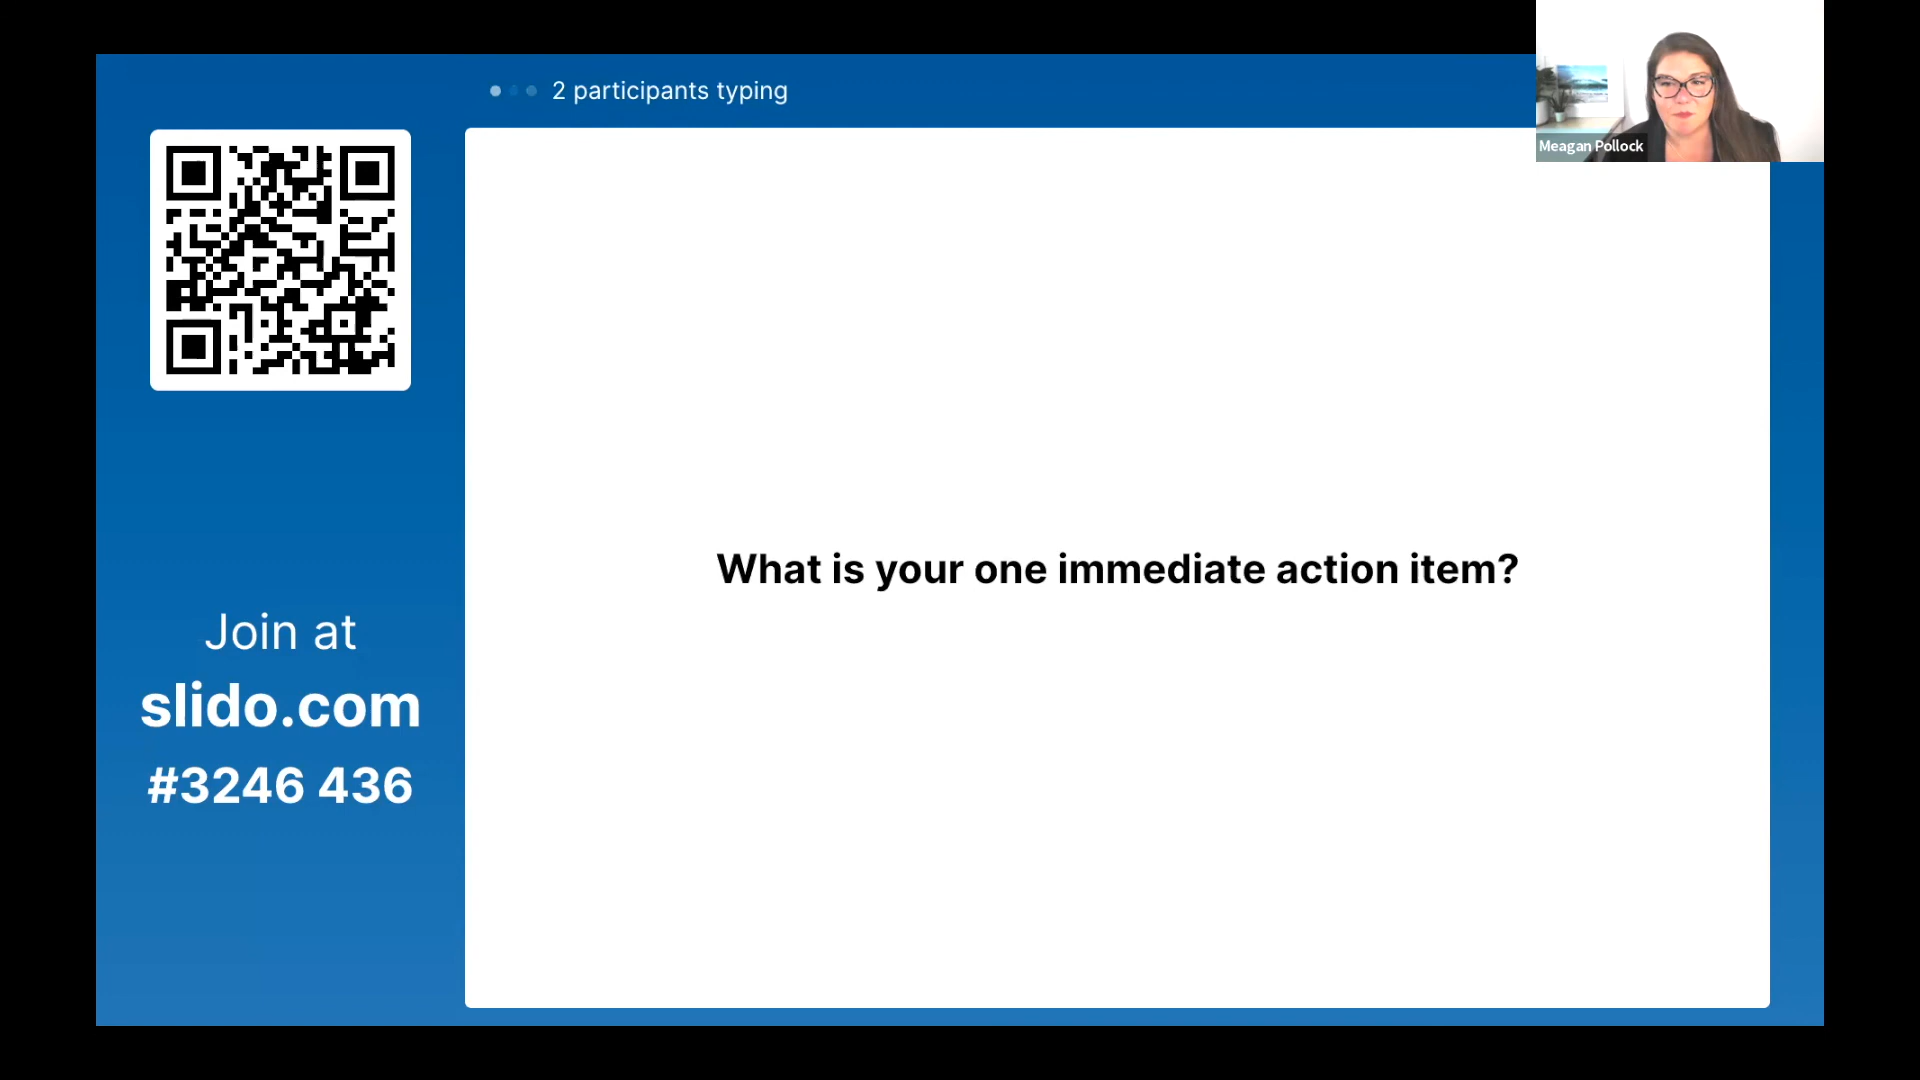 2 participants typing
Meagan Pollock
What is your one immediate action item?
Join at
slido.com
#3246 436